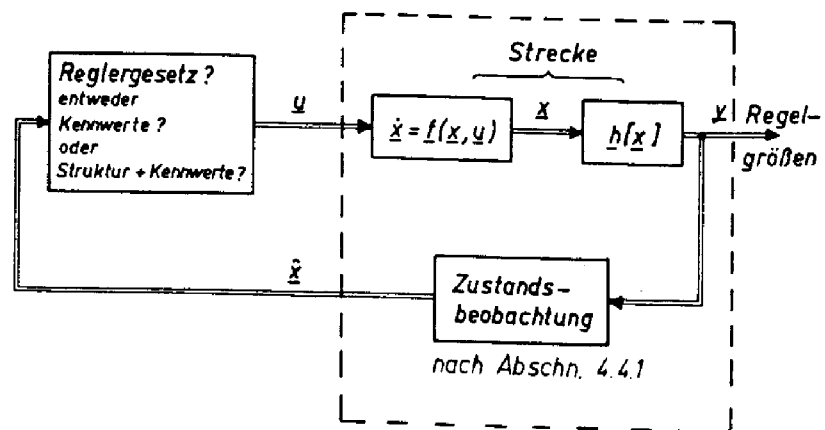 Strecke
Reglergesetz?
entweder
Kennwerte?
oder
Struktur + Kennwerte?
u
ẋ = f(x, u)
x
h[x]
y
Regel-
größen
x̂
Zustands-
beobachtung
nach Abschn. 4.4.1